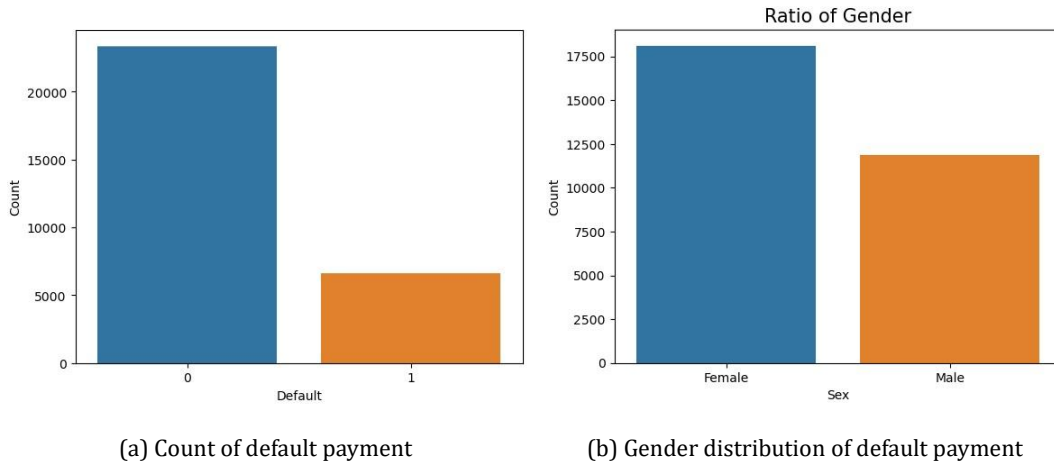 20000
15000
10000
5000
0
Count
0 1
Default
(a) Count of default payment
Ratio of Gender
17500
15000
12500
10000
7500
5000
2500
0
Count
Female Male
Sex
(b) Gender distribution of default payment